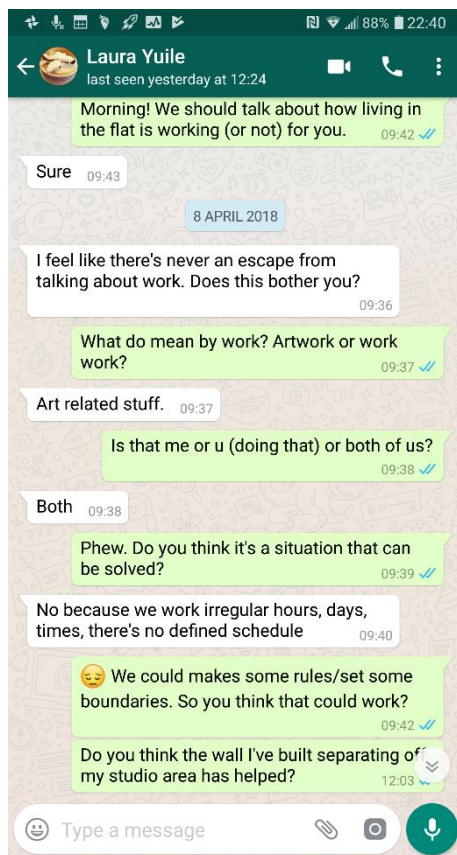 88% 22:40
Laura Yuile
last seen yesterday at 12:24
Morning! We should talk about how living in
the flat is working (or not) for you. 09:42
Sure 09:43
8 APRIL 2018
I feel like there's never an escape from
talking about work. Does this bother you?
09:36
What do mean by work? Artwork or work
work? 09:37
Art related stuff. 09:37
Is that me or u (doing that) or both of us?
09:38
Both 09:38
Phew. Do you think it's a situation that can
be solved? 09:39
No because we work irregular hours, days,
times, there's no defined schedule 09:40
😔 We could makes some rules/set some
boundaries. So you think that could work?
09:42
Do you think the wall I've built separating off
my studio area has helped? 12:03
Type a message